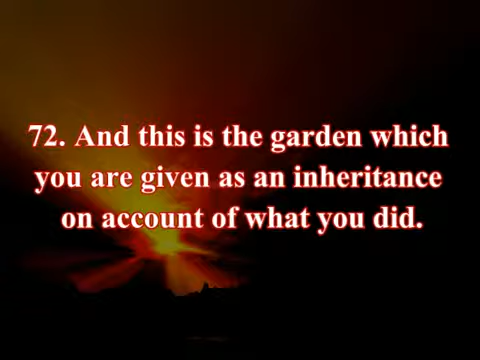 72. And this is the garden which
you are given as an inheritance
on account of what you did.